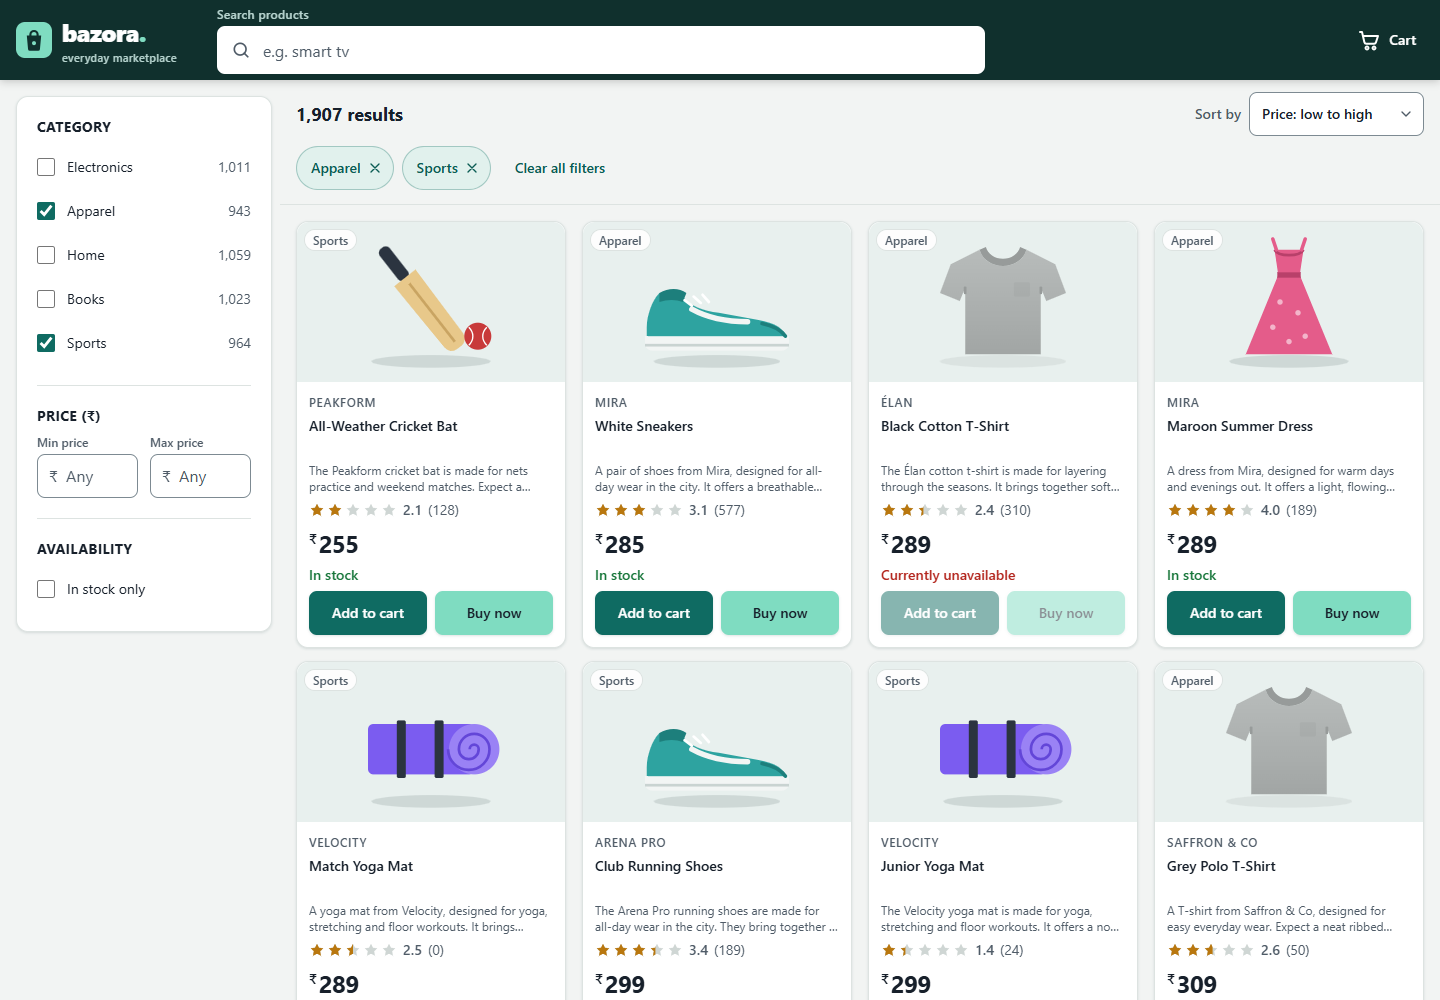 bazora.
everyday marketplace
Search products
e.g. smart tv
Cart
CATEGORY
Electronics 1,011
Apparel 943
Home 1,059
Books 1,023
Sports 964
PRICE (₹)
Min price Max price
₹ Any ₹ Any
AVAILABILITY
In stock only
1,907 results
Sort by Price: low to high
Apparel Sports Clear all filters
Sports
PEAKFORM
All-Weather Cricket Bat
The Peakform cricket bat is made for nets
practice and weekend matches. Expect a...
2.1 (128)
₹255
In stock
Add to cart Buy now
Apparel
MIRA
White Sneakers
A pair of shoes from Mira, designed for all-
day wear in the city. It offers a breathable...
3.1 (577)
₹285
In stock
Add to cart Buy now
Apparel
ÉLAN
Black Cotton T-Shirt
The Élan cotton t-shirt is made for layering
through the seasons. It brings together soft...
2.4 (310)
₹289
Currently unavailable
Add to cart Buy now
Apparel
MIRA
Maroon Summer Dress
A dress from Mira, designed for warm days
and evenings out. It offers a light, flowing...
4.0 (189)
₹289
In stock
Add to cart Buy now
Sports
VELOCITY
Match Yoga Mat
A yoga mat from Velocity, designed for yoga,
stretching and floor workouts. It brings...
2.5 (0)
₹289
Sports
ARENA PRO
Club Running Shoes
The Arena Pro running shoes are made for
all-day wear in the city. They bring together ...
3.4 (189)
₹299
Sports
VELOCITY
Junior Yoga Mat
The Velocity yoga mat is made for yoga,
stretching and floor workouts. It offers a no...
1.4 (24)
₹299
Apparel
SAFFRON & CO
Grey Polo T-Shirt
A T-shirt from Saffron & Co, designed for
easy everyday wear. Expect a neat ribbed...
2.6 (50)
₹309